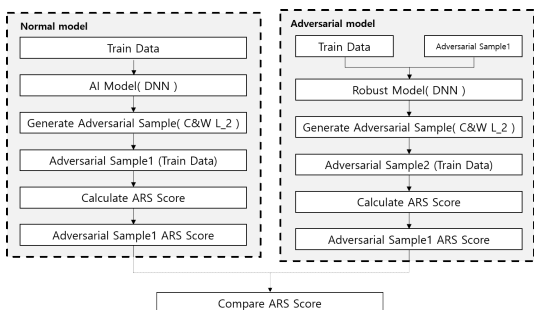 Normal model
Train Data
AI Model( DNN )
Generate Adversarial Sample( C&W L_2 )
Adversarial Sample1 (Train Data)
Calculate ARS Score
Adversarial Sample1 ARS Score
Adversarial model
Train Data
Adversarial Sample1
Robust Model( DNN )
Generate Adversarial Sample( C&W L_2 )
Adversarial Sample2 (Train Data)
Calculate ARS Score
Adversarial Sample1 ARS Score
Compare ARS Score